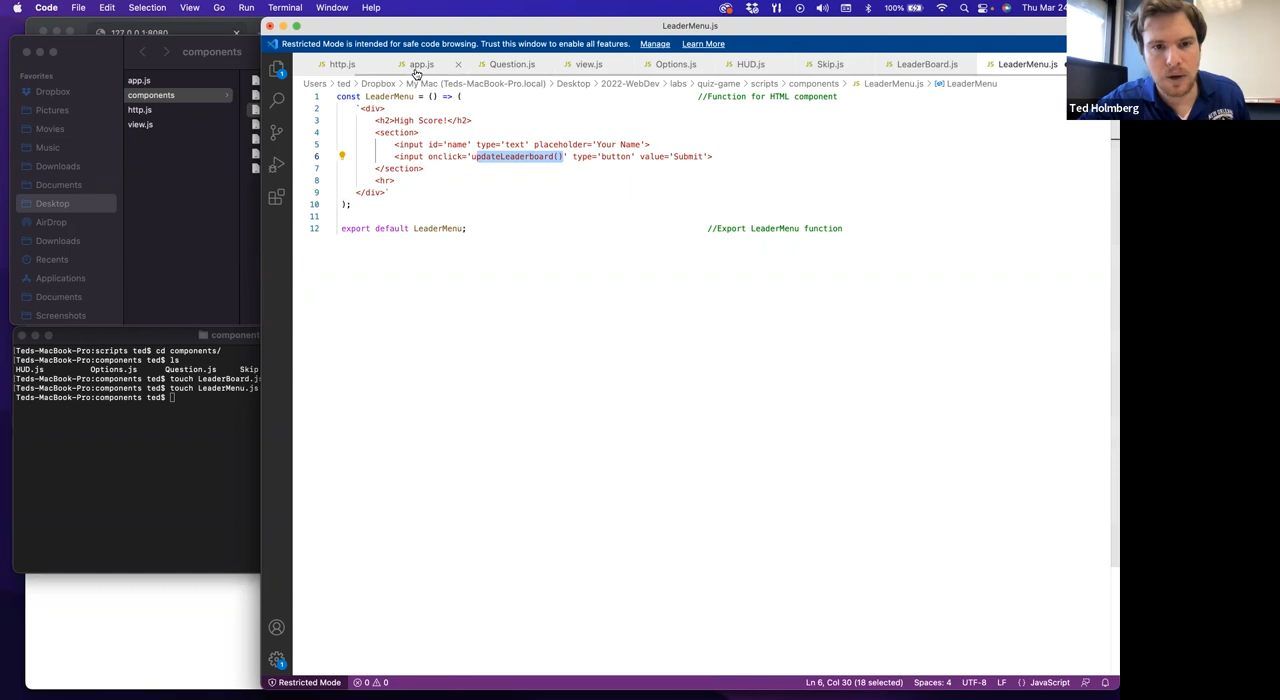 Code File Edit Selection View Go Run Terminal Window Help
100% Thu Mar 24
LeaderMenu.js
127.0.0.1:8080
components
Restricted Mode is intended for safe code browsing. Trust this window to enable all features. Manage Learn More
http.js app.js Question.js view.js Options.js HUD.js Skip.js LeaderBoard.js LeaderMenu.js
Users > ted > Dropbox > My Mac (Teds-MacBook-Pro.local) > Desktop > 2022-WebDev > labs > quiz-game > scripts > components > LeaderMenu.js > LeaderMenu
Favorites
Dropbox
Pictures
Movies
Music
Downloads
Documents
Desktop
AirDrop
Downloads
Recents
Applications
Documents
Screenshots
app.js
components
http.js
view.js
1 const LeaderMenu = () => ( //Function for HTML component
2 `<div>
3 <h2>High Score!</h2>
4 <section>
5 <input id='name' type='text' placeholder='Your Name'>
6 <input onclick='updateLeaderboard()' type='button' value='Submit'>
7 </section>
8 <hr>
9 </div>`
10 );
11
12 export default LeaderMenu; //Export LeaderMenu function
component
Teds-MacBook-Pro:scripts ted$ cd components/
Teds-MacBook-Pro:components ted$ ls
HUD.js Options.js Question.js Skip
Teds-MacBook-Pro:components ted$ touch LeaderBoard.js
Teds-MacBook-Pro:components ted$ touch LeaderMenu.js
Teds-MacBook-Pro:components ted$
Ted Holmberg
Restricted Mode 0 0
Ln 6, Col 30 (18 selected) Spaces: 4 UTF-8 LF {} JavaScript